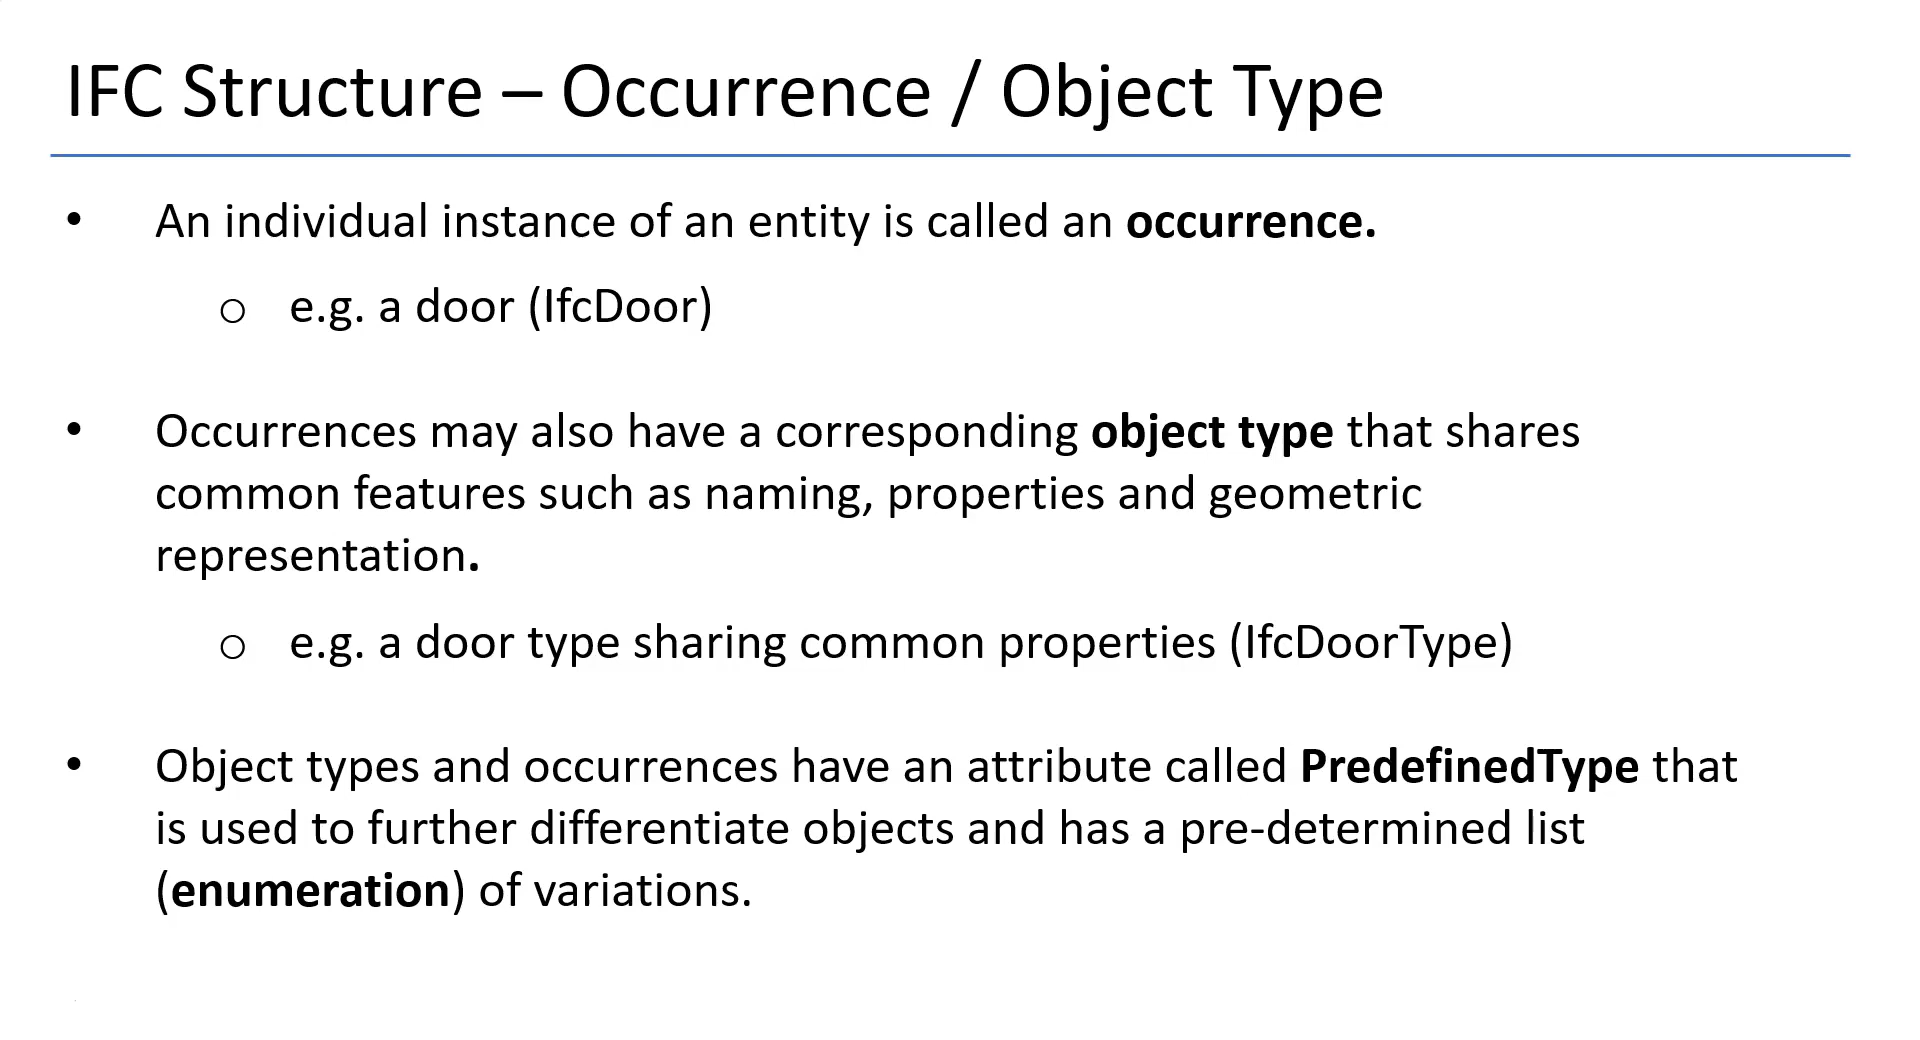 IFC Structure – Occurrence / Object Type
• An individual instance of an entity is called an occurrence.
o e.g. a door (IfcDoor)
• Occurrences may also have a corresponding object type that shares
common features such as naming, properties and geometric
representation.
o e.g. a door type sharing common properties (IfcDoorType)
• Object types and occurrences have an attribute called PredefinedType that
is used to further differentiate objects and has a pre-determined list
(enumeration) of variations.